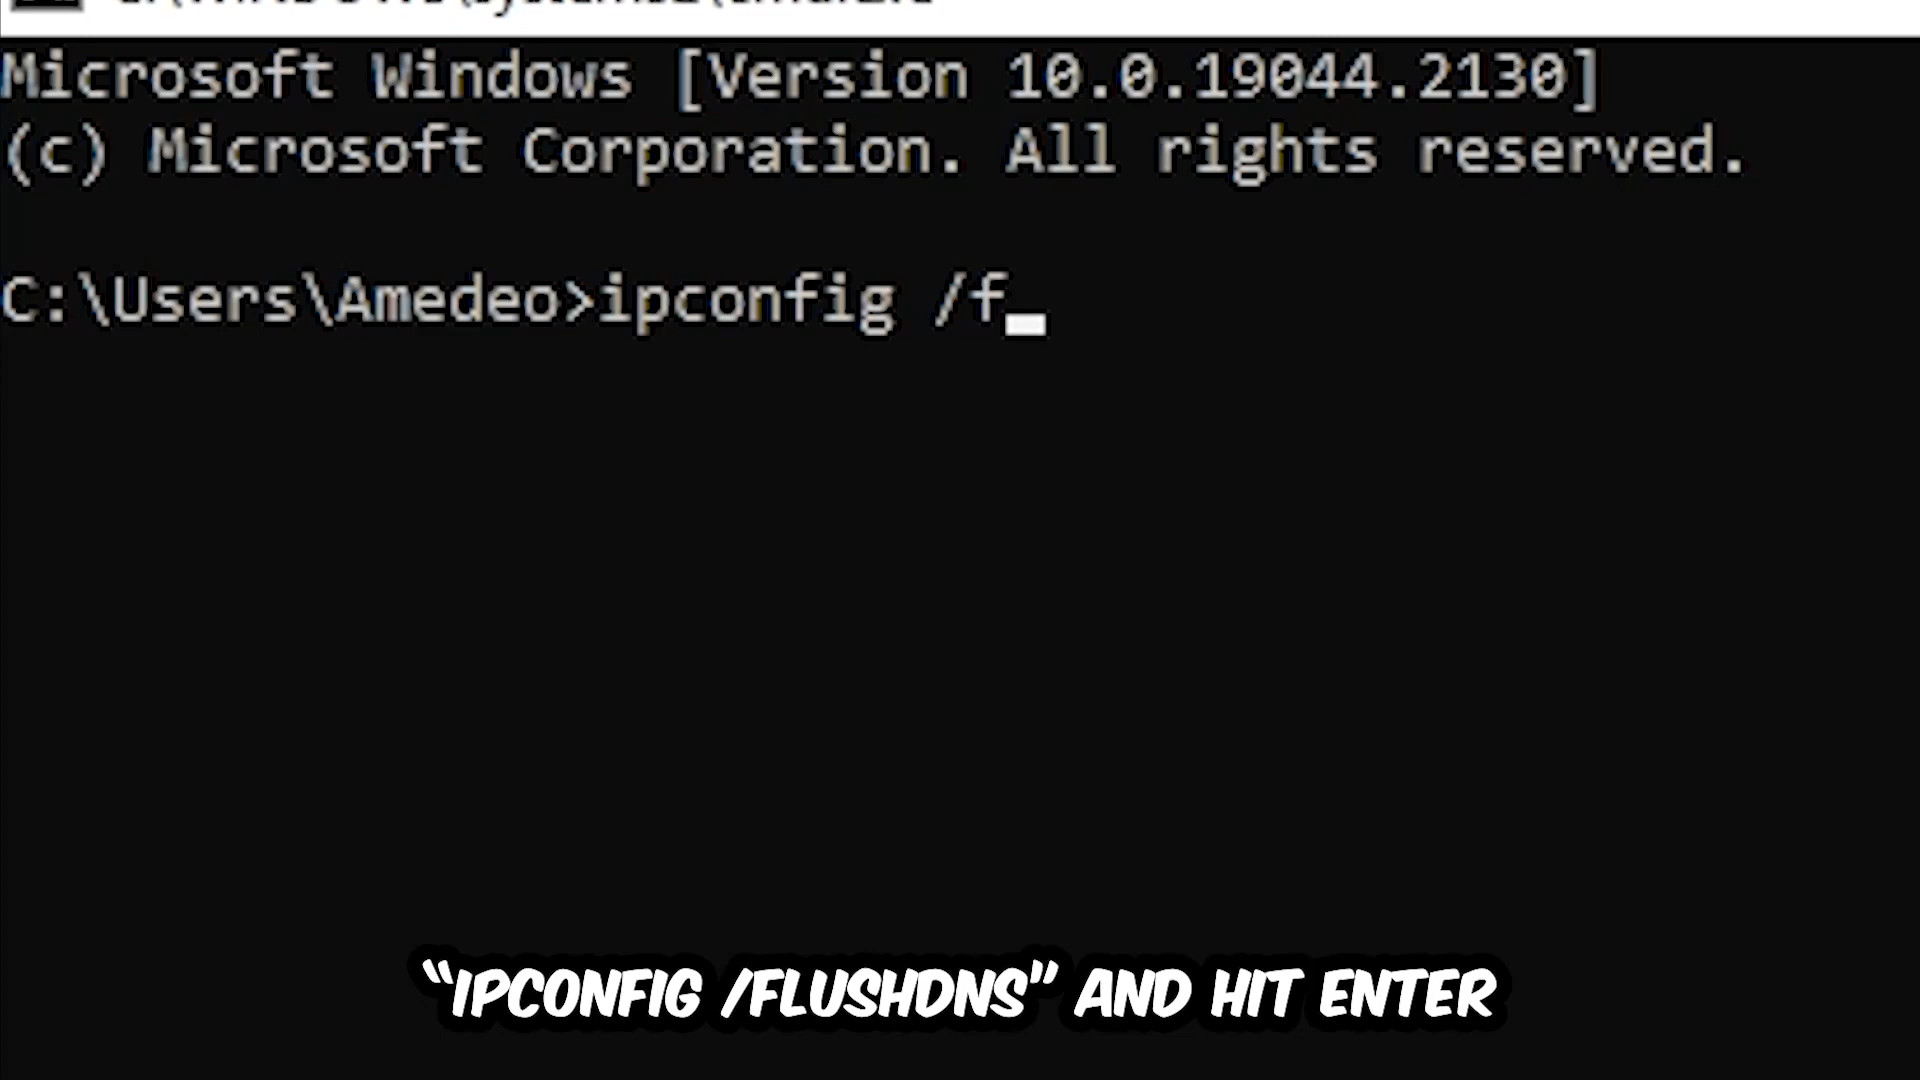 Microsoft Windows [Version 10.0.19044.2130]
(c) Microsoft Corporation. All rights reserved.
C:\Users\Amedeo>ipconfig /f
“IPCONFIG /FLUSHDNS” AND HIT ENTER